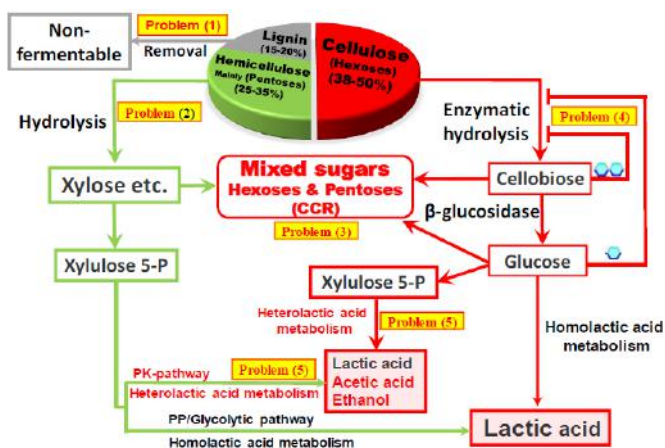 Non-
fermentable
Problem (1)
Removal
Lignin
(15-20%)
Hemicellulose
Mainly (Pentoses)
(25-35%)
Cellulose
(Hexoses)
(38-50%)
Hydrolysis
Problem (2)
Enzymatic
hydrolysis
Problem (4)
Xylose etc.
Mixed sugars
Hexoses & Pentoses
(CCR)
Problem (3)
Cellobiose
β-glucosidase
Glucose
Xylulose 5-P
Xylulose 5-P
Heterolactic acid
metabolism
Problem (5)
Homolactic acid
metabolism
PK-pathway
Problem (5)
Heterolactic acid metabolism
Lactic acid
Acetic acid
Ethanol
PP/Glycolytic pathway
Homolactic acid metabolism
Lactic acid